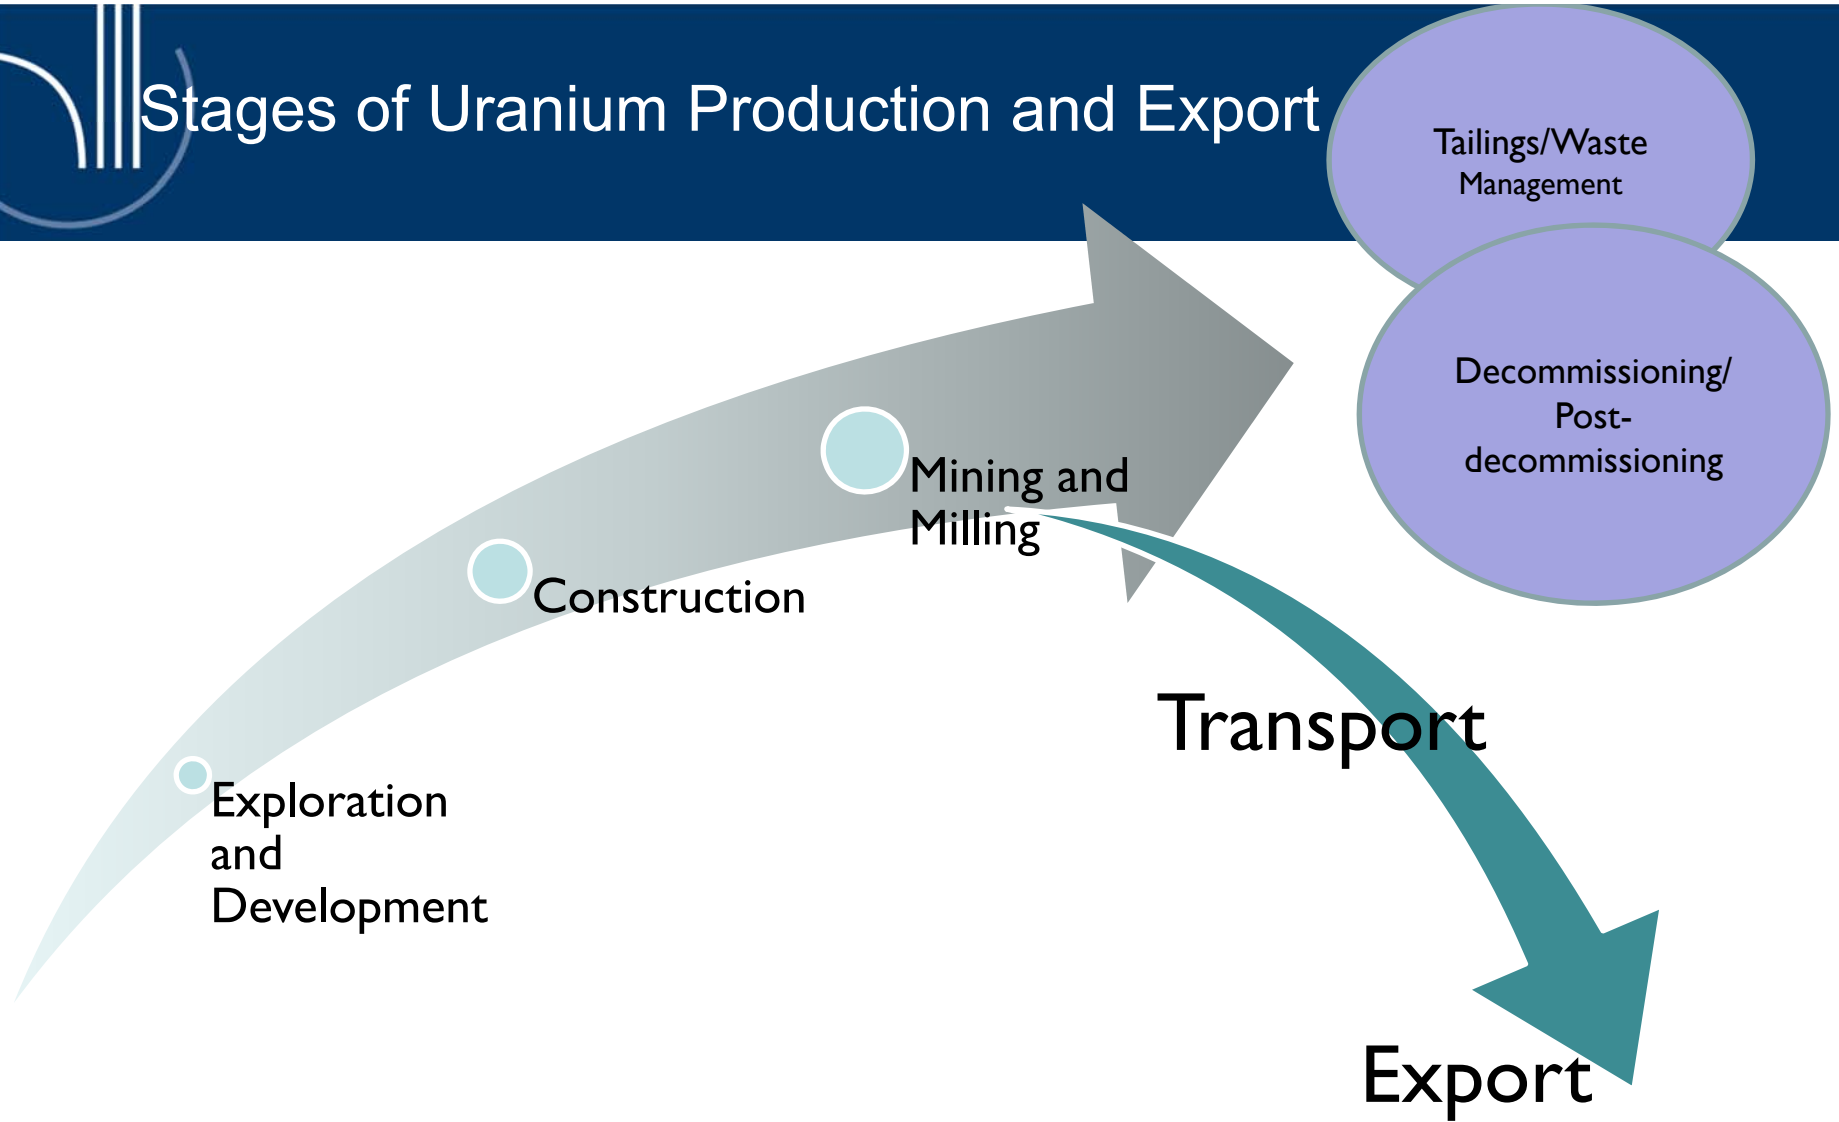 Stages of Uranium Production and Export
Tailings/Waste
Management
Decommissioning/
Post-
decommissioning
Mining and
Milling
Construction
Exploration
and
Development
Transport
Export